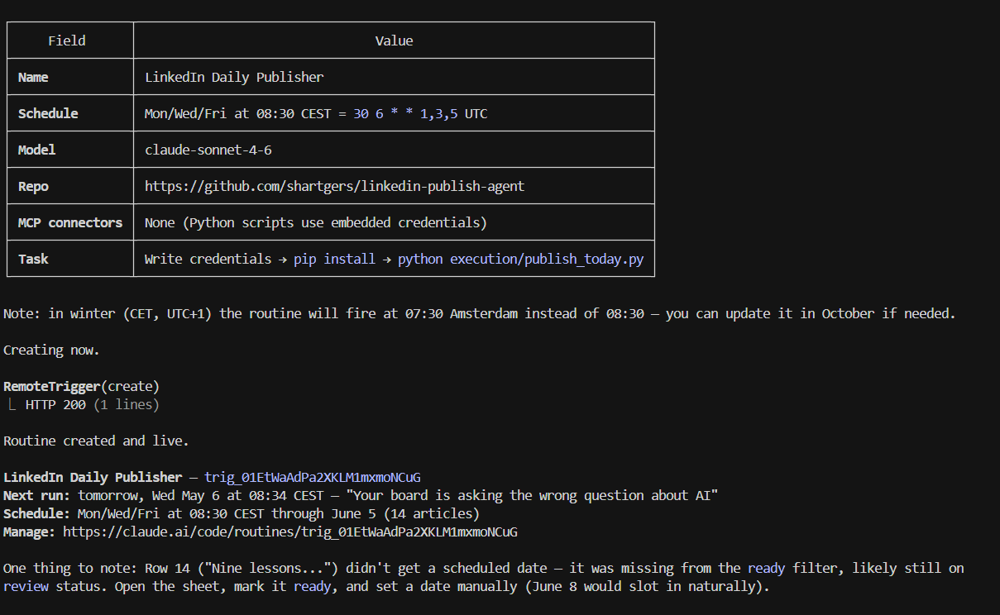 Field Value
Name LinkedIn Daily Publisher
Schedule Mon/Wed/Fri at 08:30 CEST = 30 6 * * 1,3,5 UTC
Model claude-sonnet-4-6
Repo https://github.com/shartgers/linkedin-publish-agent
MCP connectors None (Python scripts use embedded credentials)
Task Write credentials → pip install → python execution/publish_today.py
Note: in winter (CET, UTC+1) the routine will fire at 07:30 Amsterdam instead of 08:30 — you can update it in October if needed.
Creating now.
RemoteTrigger(create)
└ HTTP 200 (1 lines)
Routine created and live.
LinkedIn Daily Publisher — trig_01EtWaAdPa2XKLM1mxmoNCuG
Next run: tomorrow, Wed May 6 at 08:34 CEST — "Your board is asking the wrong question about AI"
Schedule: Mon/Wed/Fri at 08:30 CEST through June 5 (14 articles)
Manage: https://claude.ai/code/routines/trig_01EtWaAdPa2XKLM1mxmoNCuG
One thing to note: Row 14 ("Nine lessons...") didn't get a scheduled date — it was missing from the ready filter, likely still on
review status. Open the sheet, mark it ready, and set a date manually (June 8 would slot in naturally).